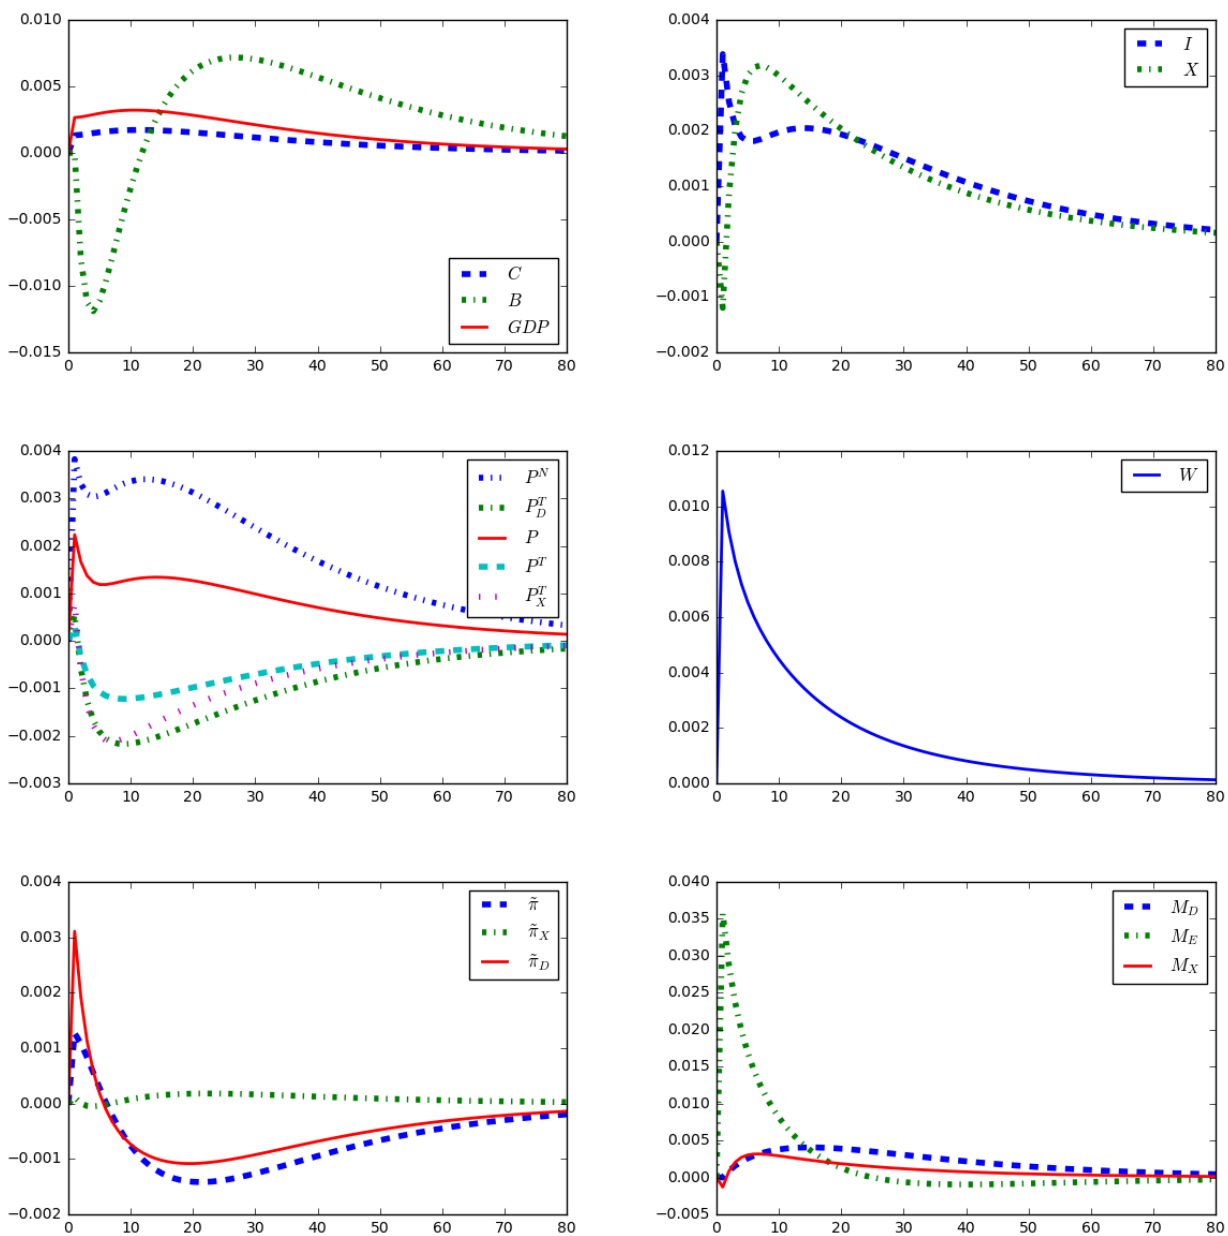 0.010
0.005
0.000
−0.005
−0.010
−0.015
0 10 20 30 40 50 60 70 80
C
B
GDP
0.004
0.003
0.002
0.001
0.000
−0.001
−0.002
0 10 20 30 40 50 60 70 80
I
X
0.004
0.003
0.002
0.001
0.000
−0.001
−0.002
−0.003
0 10 20 30 40 50 60 70 80
P^N
P_D^T
P
P^T
P_X^T
0.012
0.010
0.008
0.006
0.004
0.002
0.000
0 10 20 30 40 50 60 70 80
W
0.004
0.003
0.002
0.001
0.000
−0.001
−0.002
0 10 20 30 40 50 60 70 80
π̃
π̃_X
π̃_D
0.040
0.035
0.030
0.025
0.020
0.015
0.010
0.005
0.000
−0.005
0 10 20 30 40 50 60 70 80
M_D
M_E
M_X